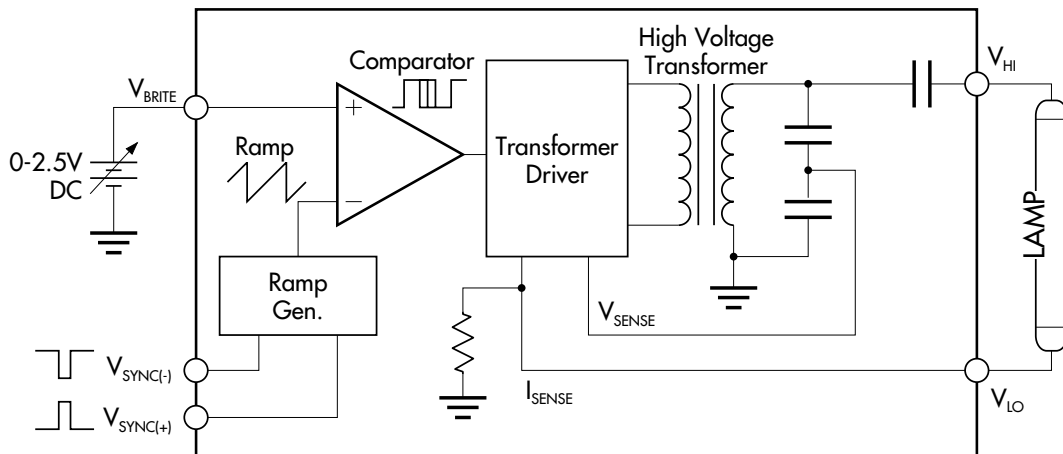 High Voltage
Transformer
Comparator
V_HI
V_BRITE
+
Ramp
Transformer
Driver
0-2.5V
DC
−
LAMP
Ramp
Gen.
V_SENSE
V_SYNC(-)
I_SENSE
V_LO
V_SYNC(+)